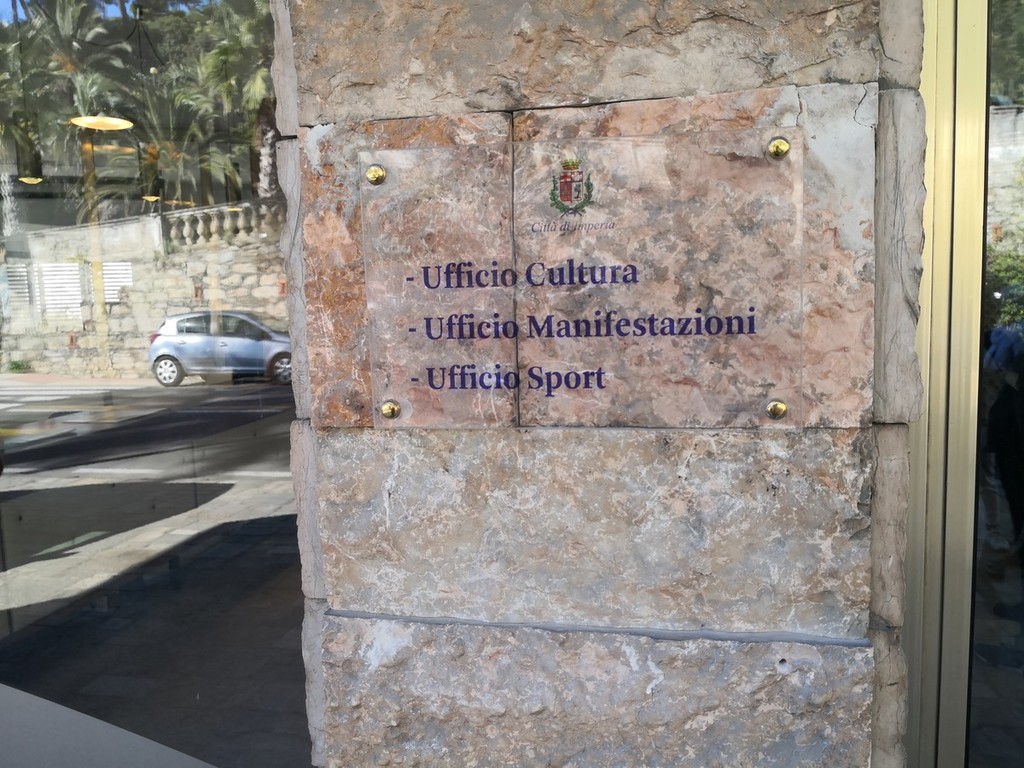 Città di Imperia
- Ufficio Cultura
- Ufficio Manifestazioni
- Ufficio Sport